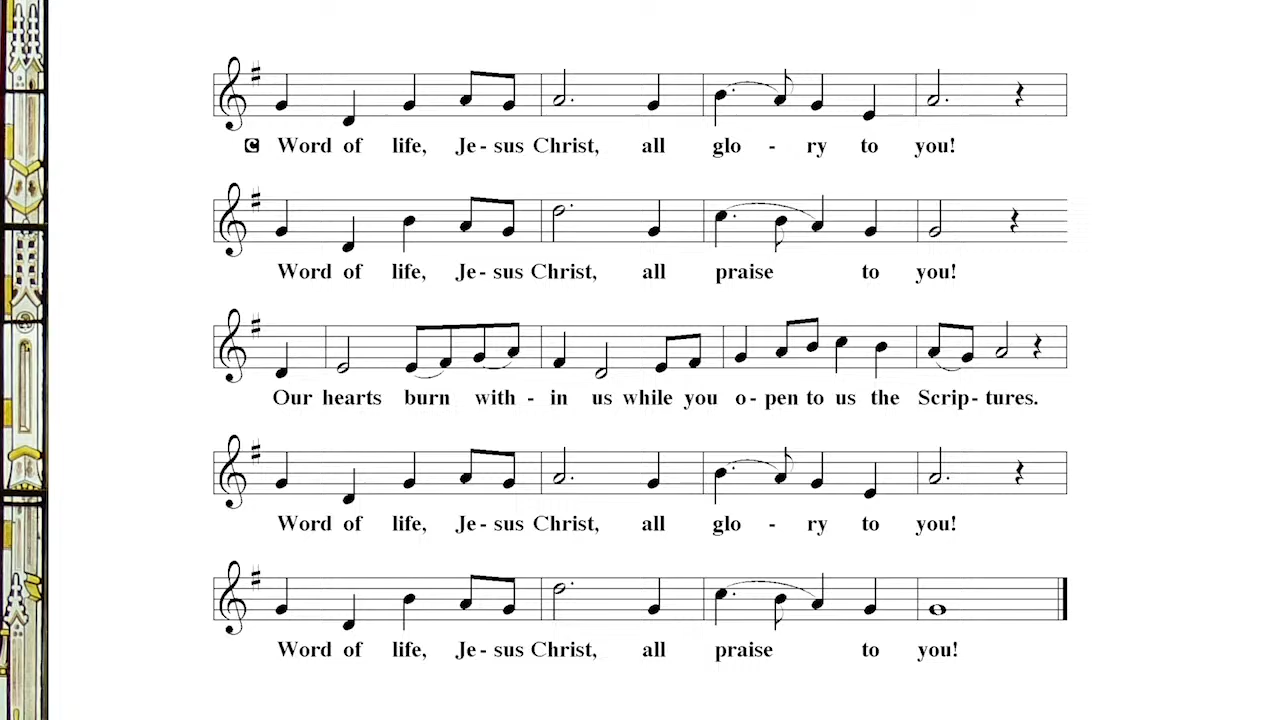 C Word of life, Je - sus Christ, all glo - ry to you!
Word of life, Je - sus Christ, all praise to you!
Our hearts burn with - in us while you o - pen to us the Scrip - tures.
Word of life, Je - sus Christ, all glo - ry to you!
Word of life, Je - sus Christ, all praise to you!